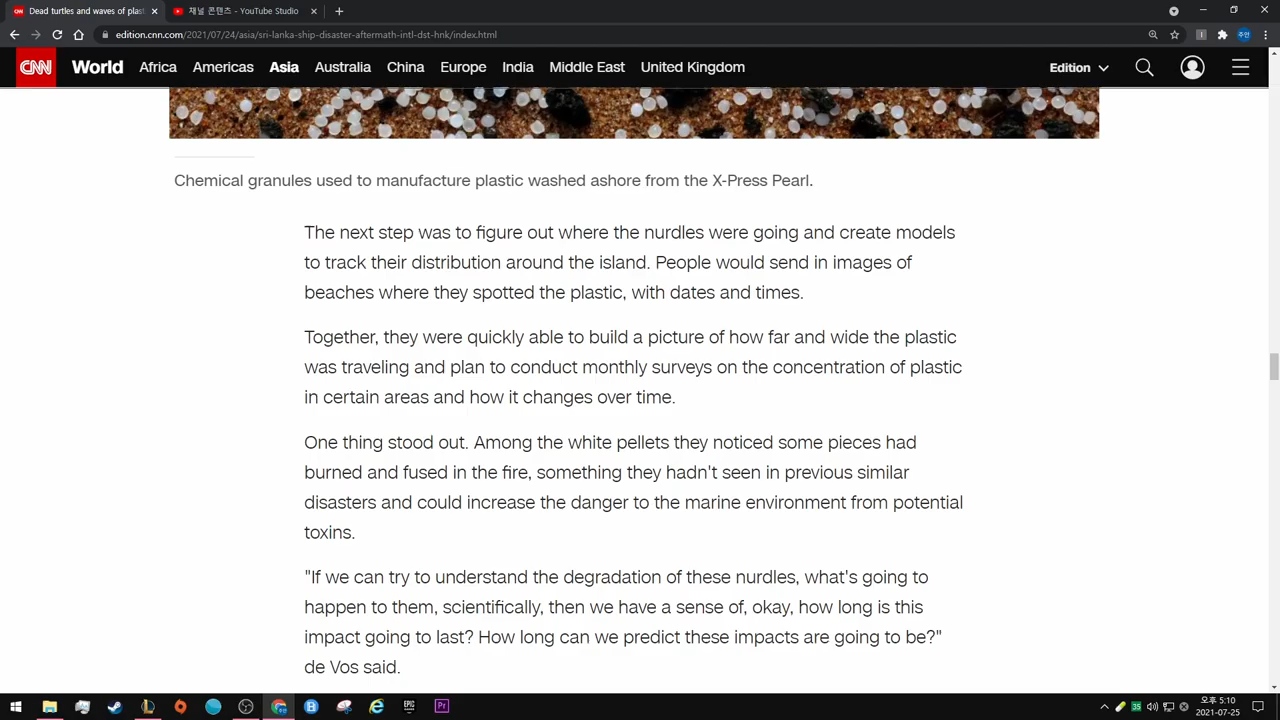 Dead turtles and waves of plast
채널 콘텐츠 - YouTube Studio
edition.cnn.com/2021/07/24/asia/sri-lanka-ship-disaster-aftermath-intl-dst-hnk/index.html
주인
CNN World Africa Americas Asia Australia China Europe India Middle East United Kingdom Edition
Chemical granules used to manufacture plastic washed ashore from the X-Press Pearl.
The next step was to figure out where the nurdles were going and create models
to track their distribution around the island. People would send in images of
beaches where they spotted the plastic, with dates and times.
Together, they were quickly able to build a picture of how far and wide the plastic
was traveling and plan to conduct monthly surveys on the concentration of plastic
in certain areas and how it changes over time.
One thing stood out. Among the white pellets they noticed some pieces had
burned and fused in the fire, something they hadn't seen in previous similar
disasters and could increase the danger to the marine environment from potential
toxins.
"If we can try to understand the degradation of these nurdles, what's going to
happen to them, scientifically, then we have a sense of, okay, how long is this
impact going to last? How long can we predict these impacts are going to be?"
de Vos said.
EPIC
Pr
35
오후 5:10
2021-07-25